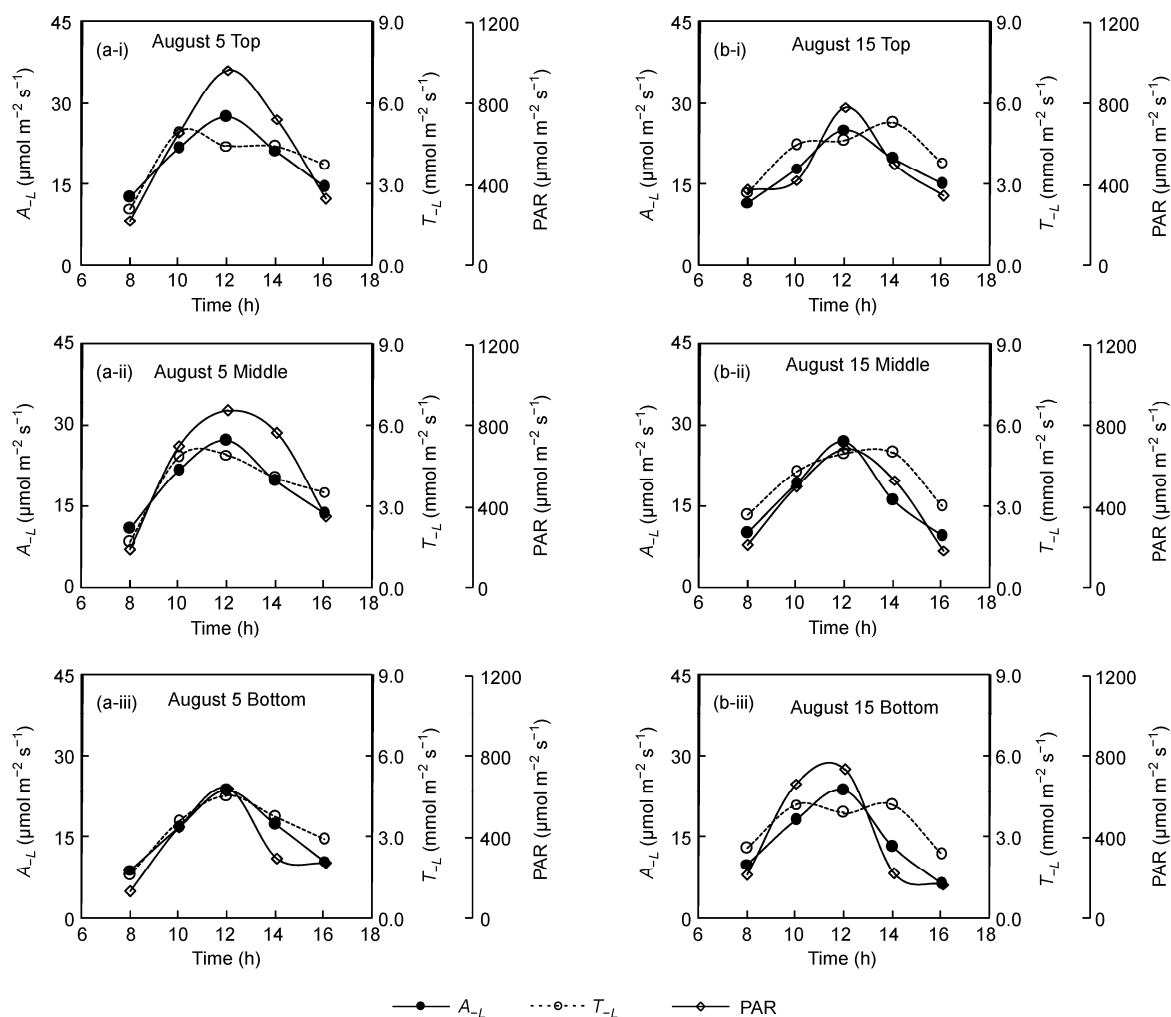 (a-i) August 5 Top
45
30
15
0
A₋L (μmol m⁻² s⁻¹)
6 8 10 12 14 16 18
Time (h)
9.0
6.0
3.0
0.0
T₋L (mmol m⁻² s⁻¹)
1200
800
400
0
PAR (μmol m⁻² s⁻¹)
(b-i) August 15 Top
45
30
15
0
A₋L (μmol m⁻² s⁻¹)
6 8 10 12 14 16 18
Time (h)
9.0
6.0
3.0
0.0
T₋L (mmol m⁻² s⁻¹)
1200
800
400
0
PAR (μmol m⁻² s⁻¹)
(a-ii) August 5 Middle
45
30
15
0
A₋L (μmol m⁻² s⁻¹)
6 8 10 12 14 16 18
Time (h)
9.0
6.0
3.0
0.0
T₋L (mmol m⁻² s⁻¹)
1200
800
400
0
PAR (μmol m⁻² s⁻¹)
(b-ii) August 15 Middle
45
30
15
0
A₋L (μmol m⁻² s⁻¹)
6 8 10 12 14 16 18
Time (h)
9.0
6.0
3.0
0.0
T₋L (mmol m⁻² s⁻¹)
1200
800
400
0
PAR (μmol m⁻² s⁻¹)
(a-iii) August 5 Bottom
45
30
15
0
A₋L (μmol m⁻² s⁻¹)
6 8 10 12 14 16 18
Time (h)
9.0
6.0
3.0
0.0
T₋L (mmol m⁻² s⁻¹)
1200
800
400
0
PAR (μmol m⁻² s⁻¹)
(b-iii) August 15 Bottom
45
30
15
0
A₋L (μmol m⁻² s⁻¹)
6 8 10 12 14 16 18
Time (h)
9.0
6.0
3.0
0.0
T₋L (mmol m⁻² s⁻¹)
1200
800
400
0
PAR (μmol m⁻² s⁻¹)
A₋L T₋L PAR